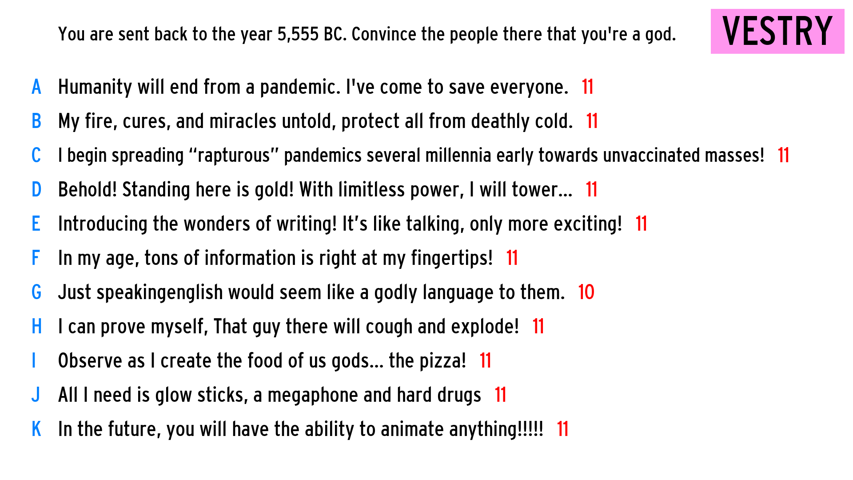 You are sent back to the year 5,555 BC. Convince the people there that you're a god.
VESTRY
A Humanity will end from a pandemic. I've come to save everyone. 11
B My fire, cures, and miracles untold, protect all from deathly cold. 11
C I begin spreading “rapturous” pandemics several millennia early towards unvaccinated masses! 11
D Behold! Standing here is gold! With limitless power, I will tower... 11
E Introducing the wonders of writing! It’s like talking, only more exciting! 11
F In my age, tons of information is right at my fingertips! 11
G Just speakingenglish would seem like a godly language to them. 10
H I can prove myself, That guy there will cough and explode! 11
I Observe as I create the food of us gods... the pizza! 11
J All I need is glow sticks, a megaphone and hard drugs 11
K In the future, you will have the ability to animate anything!!!!! 11